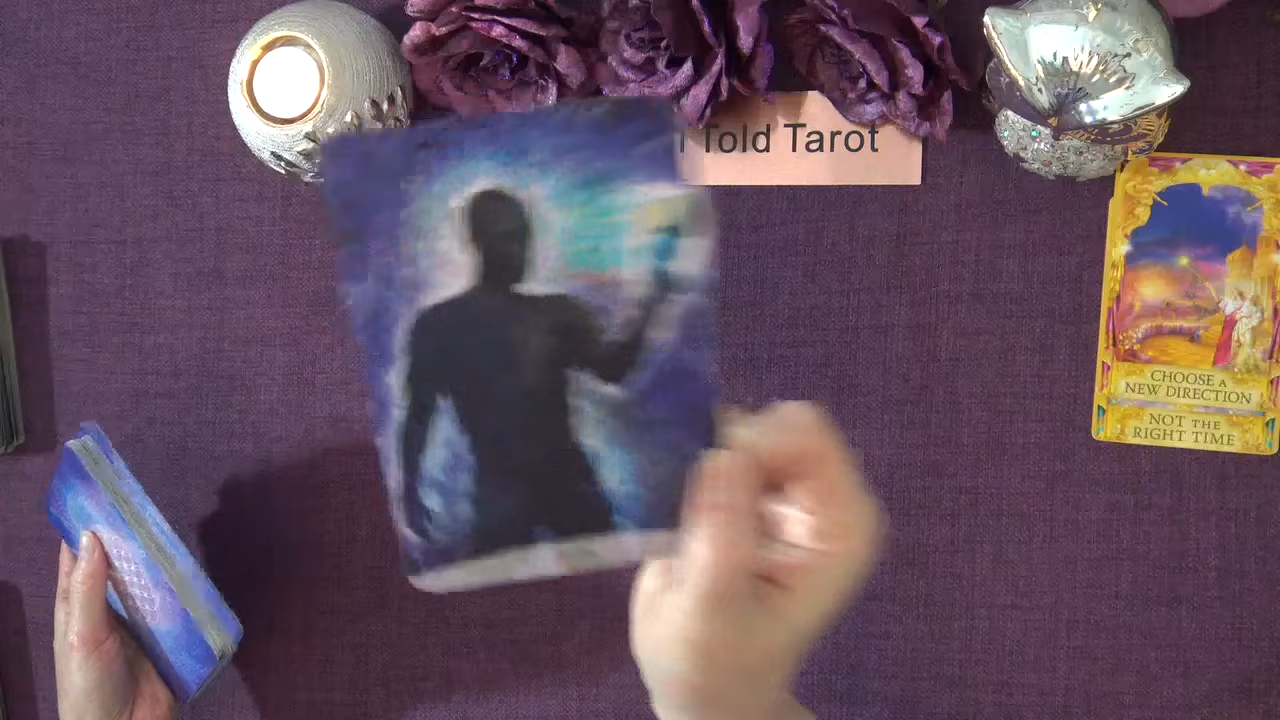 Told Tarot
CHOOSE A
NEW DIRECTION
NOT THE
RIGHT TIME